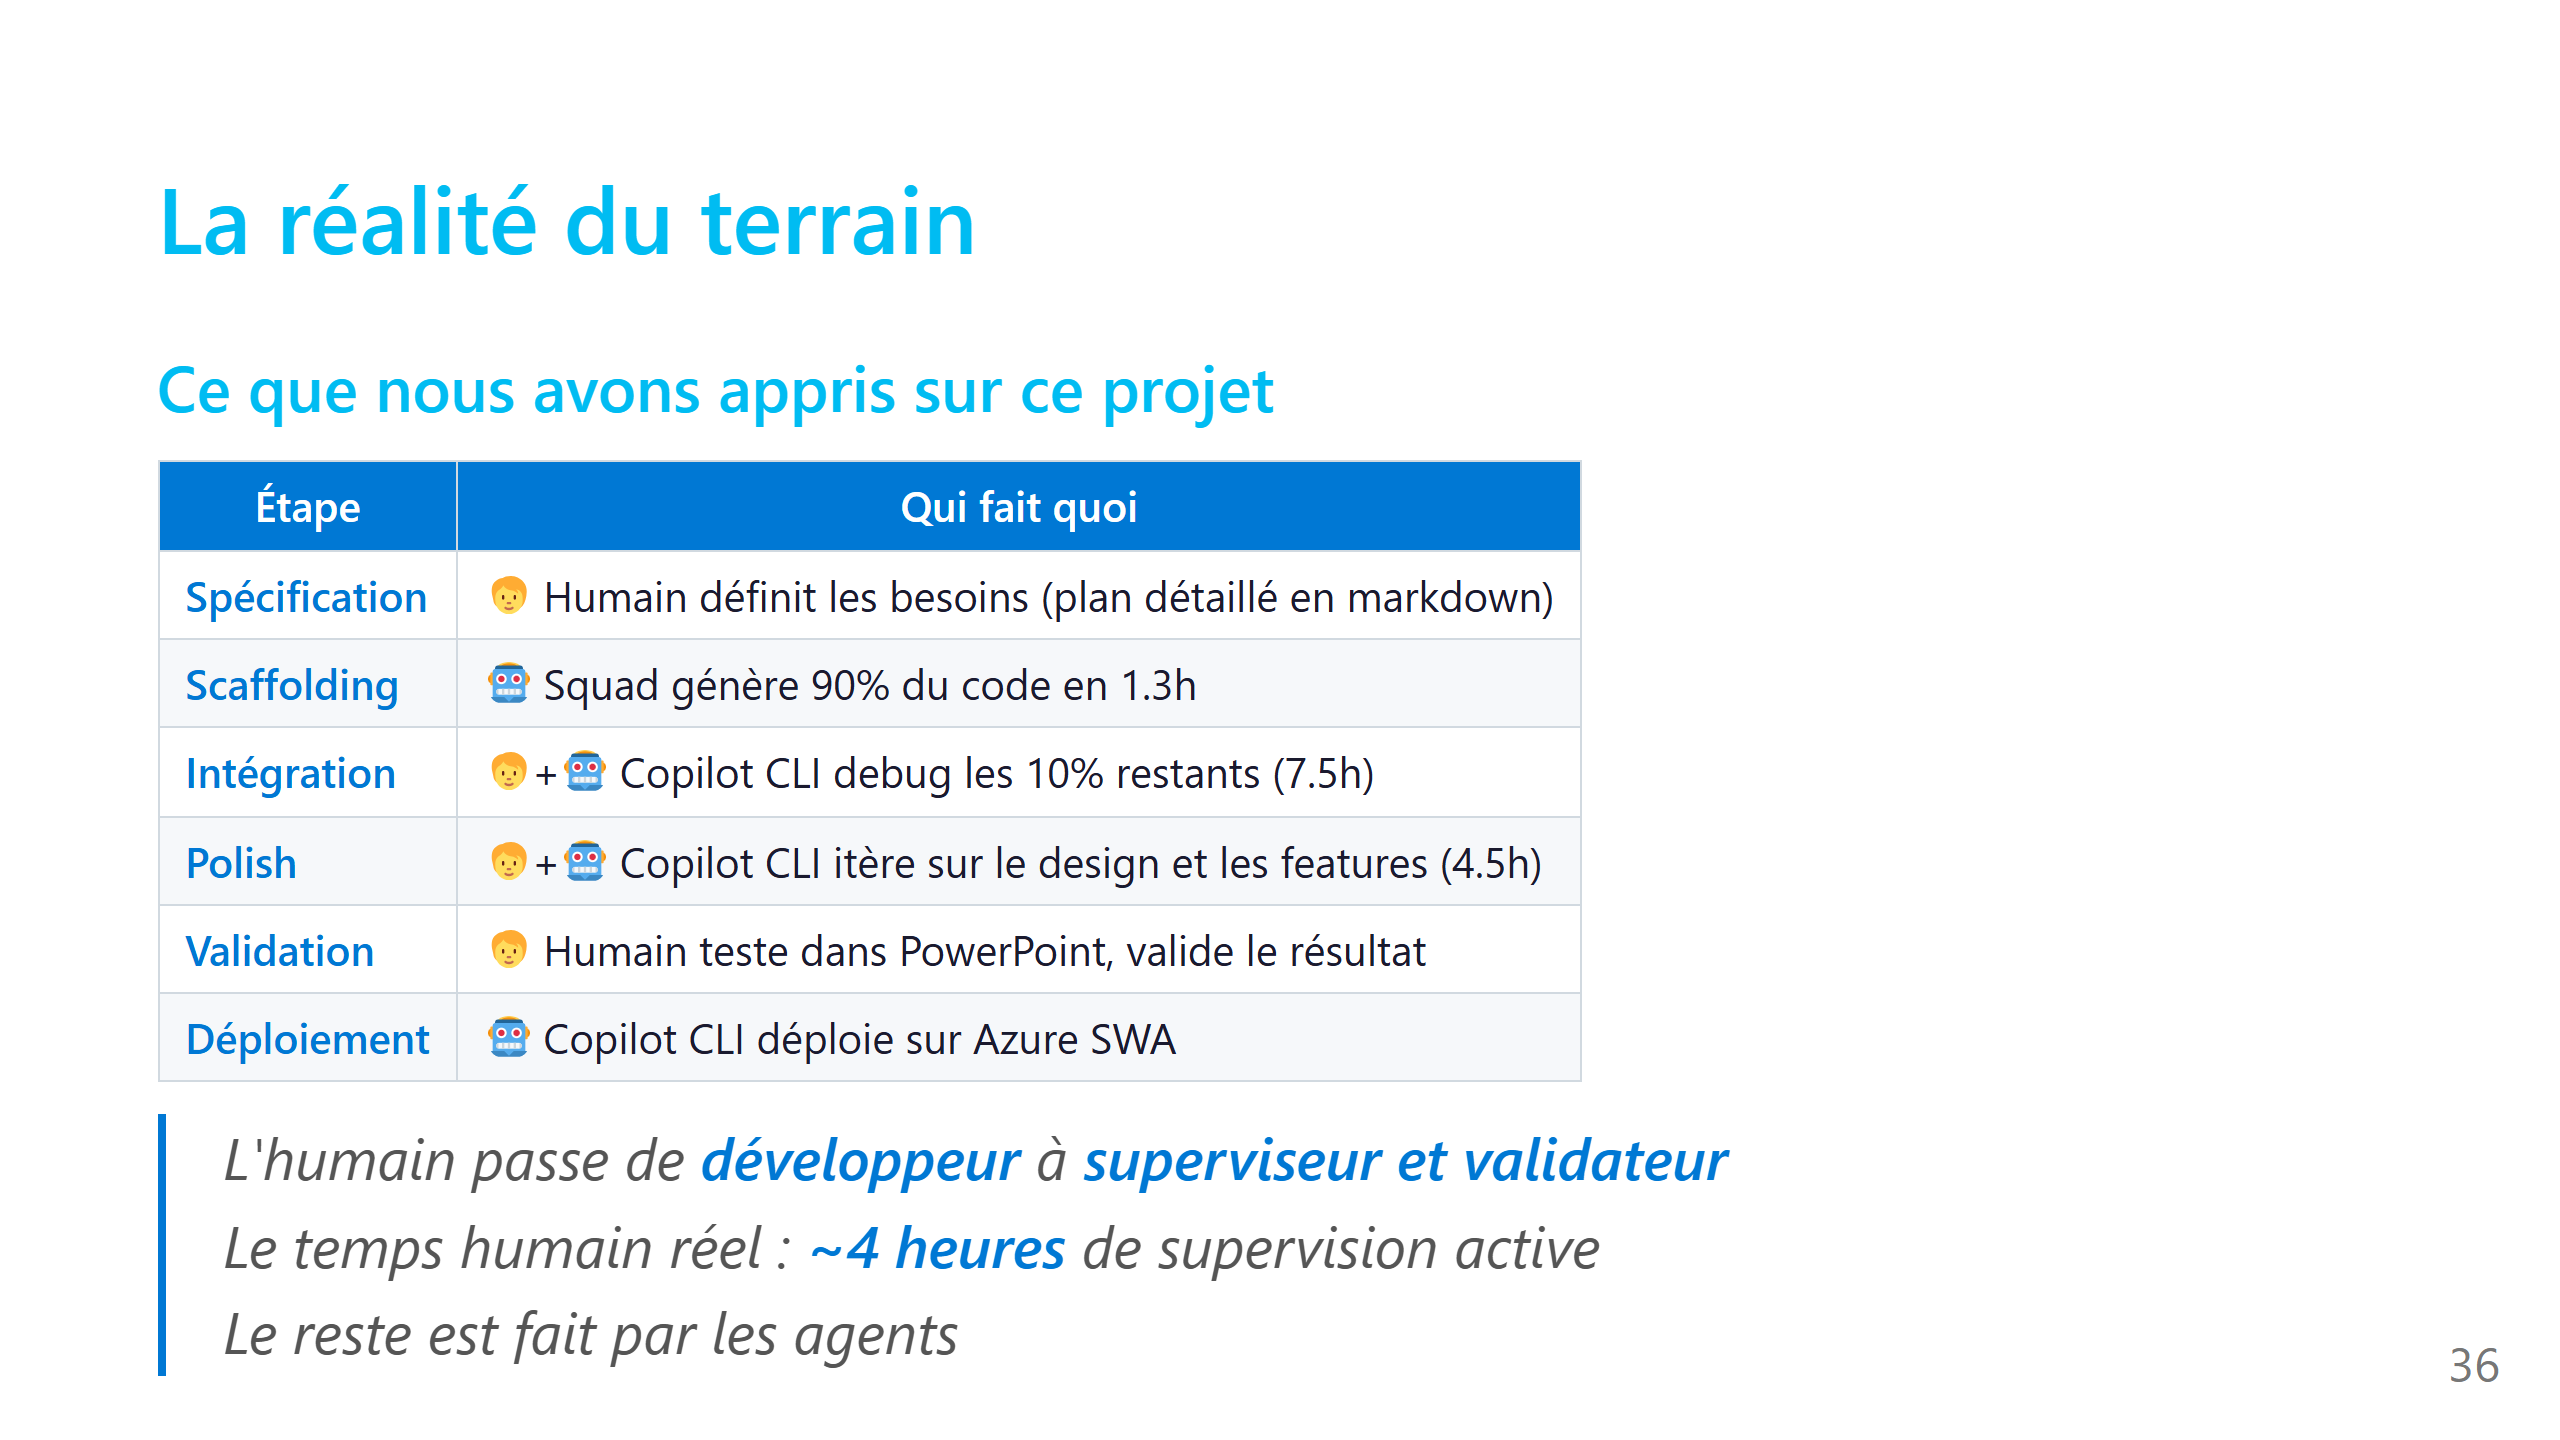 La réalité du terrain
Ce que nous avons appris sur ce projet
Étape Qui fait quoi
Spécification 🧑 Humain définit les besoins (plan détaillé en markdown)
Scaffolding 🤖 Squad génère 90% du code en 1.3h
Intégration 🧑+🤖 Copilot CLI debug les 10% restants (7.5h)
Polish 🧑+🤖 Copilot CLI itère sur le design et les features (4.5h)
Validation 🧑 Humain teste dans PowerPoint, valide le résultat
Déploiement 🤖 Copilot CLI déploie sur Azure SWA
L'humain passe de développeur à superviseur et validateur
Le temps humain réel : ~4 heures de supervision active
Le reste est fait par les agents
36